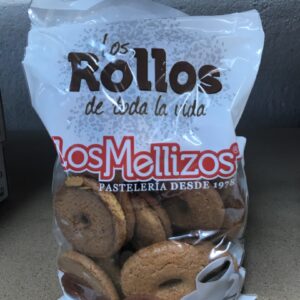 Los
Rollos
de toda la vida
LosMellizos®
PASTELERÍA DESDE 1978